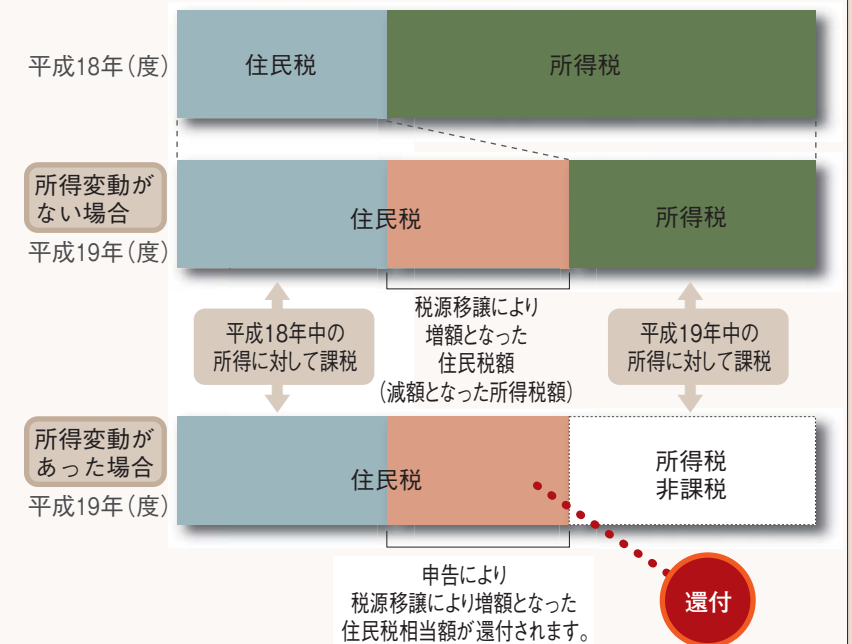 平成18年（度）
住民税
所得税
所得変動が
ない場合
平成19年（度）
住民税
所得税
平成18年中の
所得に対して課税
税源移譲により
増額となった
住民税額
（減額となった所得税額）
平成19年中の
所得に対して課税
所得変動が
あった場合
平成19年（度）
住民税
所得税
非課税
申告により
税源移譲により増額となった
住民税相当額が還付されます。
還付